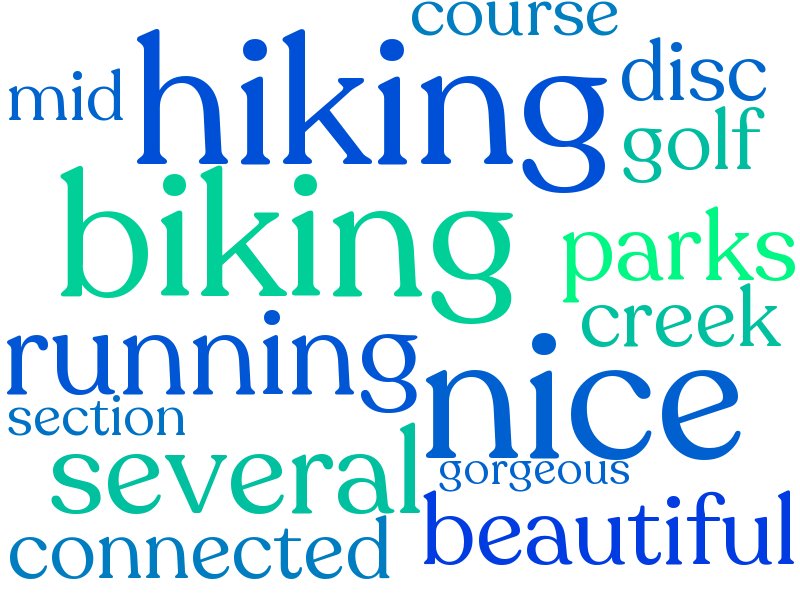 course
mid
hiking
disc
golf
biking
parks
creek
running
nice
section
several
gorgeous
connected
beautiful